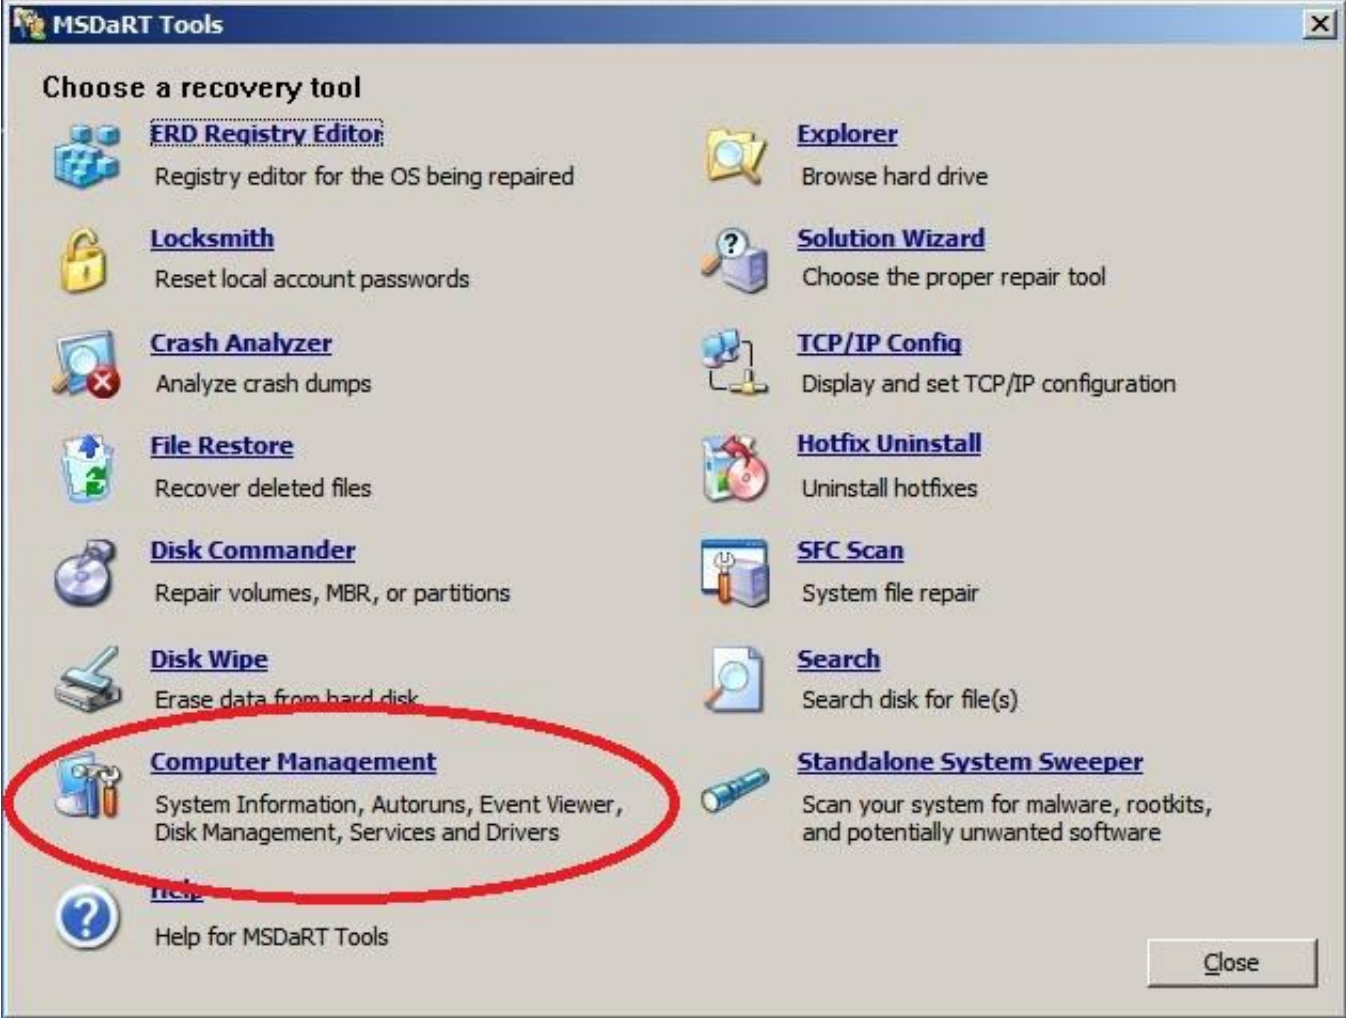 MSDaRT Tools
Choose a recovery tool
ERD Registry Editor
Registry editor for the OS being repaired
Locksmith
Reset local account passwords
Crash Analyzer
Analyze crash dumps
File Restore
Recover deleted files
Disk Commander
Repair volumes, MBR, or partitions
Disk Wipe
Erase data from hard disk
Computer Management
System Information, Autoruns, Event Viewer,
Disk Management, Services and Drivers
Help
Help for MSDaRT Tools
Explorer
Browse hard drive
Solution Wizard
Choose the proper repair tool
TCP/IP Config
Display and set TCP/IP configuration
Hotfix Uninstall
Uninstall hotfixes
SFC Scan
System file repair
Search
Search disk for file(s)
Standalone System Sweeper
Scan your system for malware, rootkits,
and potentially unwanted software
Close